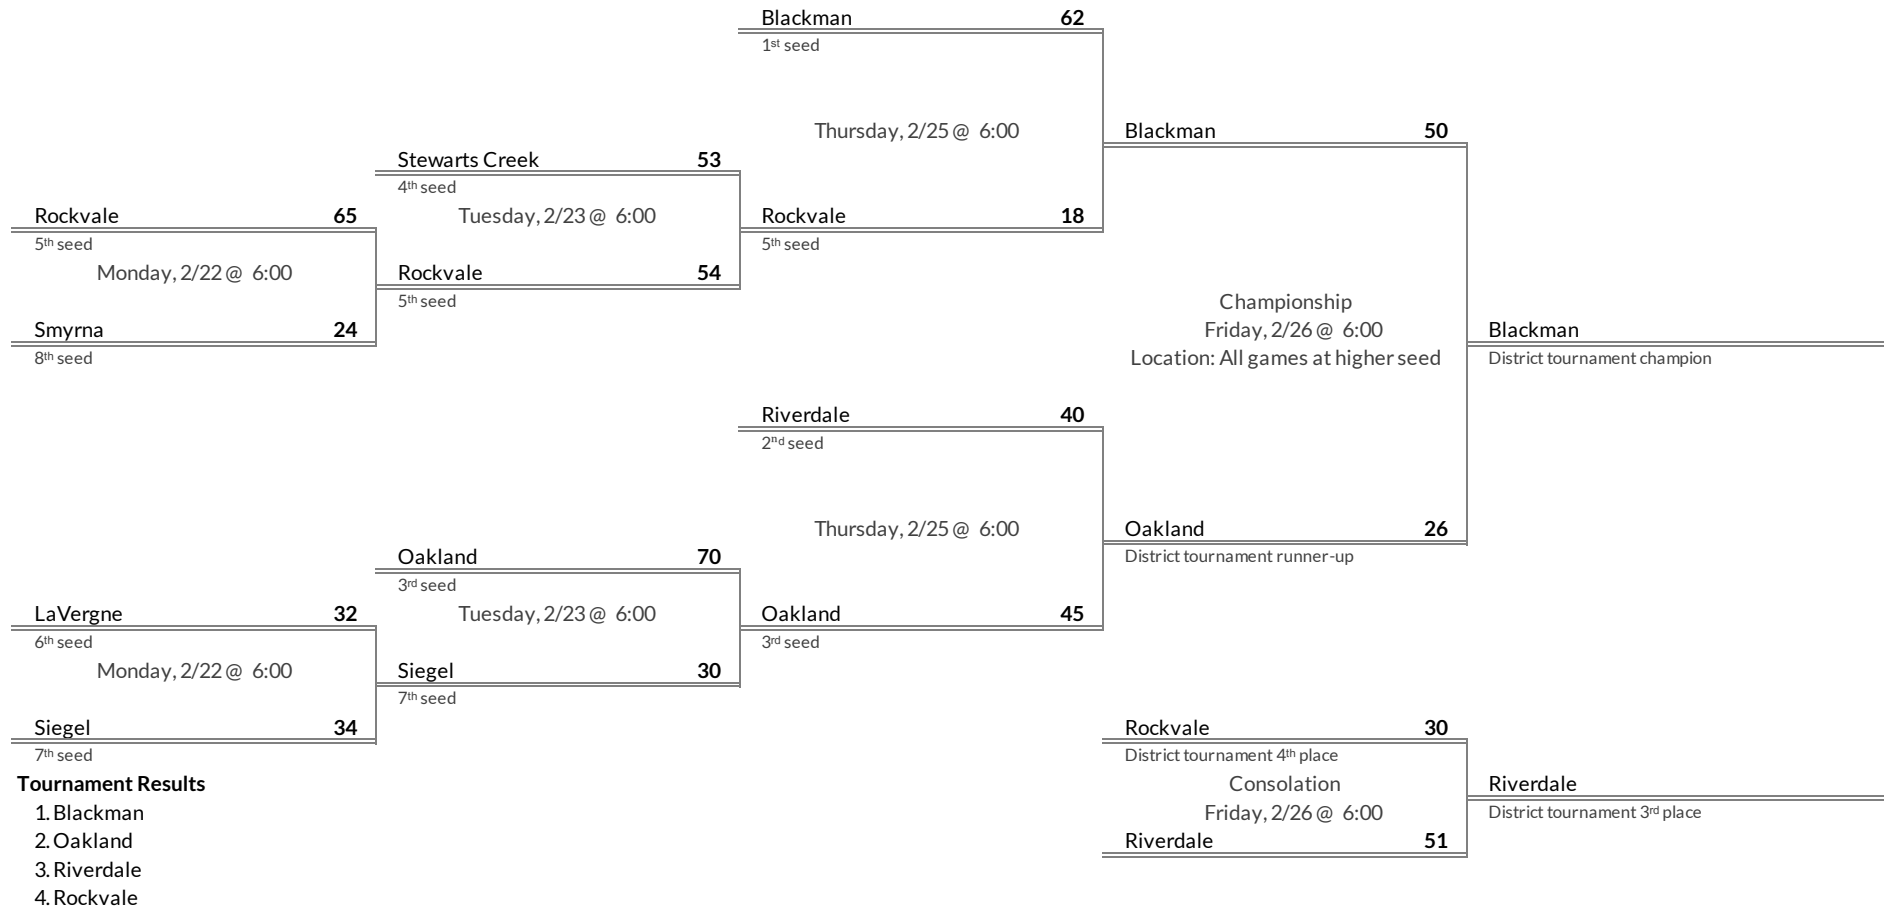 Blackman 62
1st seed
Thursday, 2/25 @ 6:00
Blackman 50
Stewarts Creek 53
4th seed
Rockvale 65
Tuesday, 2/23 @ 6:00
Rockvale 18
5th seed
5th seed
Monday, 2/22 @ 6:00
Rockvale 54
5th seed
Championship
Smyrna 24
Friday, 2/26 @ 6:00
Blackman
8th seed
Location: All games at higher seed
District tournament champion
Riverdale 40
2nd seed
Thursday, 2/25 @ 6:00
Oakland 26
Oakland 70
District tournament runner-up
3rd seed
LaVergne 32
Tuesday, 2/23 @ 6:00
Oakland 45
6th seed
3rd seed
Monday, 2/22 @ 6:00
Siegel 30
7th seed
Siegel 34
Rockvale 30
7th seed
District tournament 4th place
Tournament Results
Consolation
Riverdale
1. Blackman
Friday, 2/26 @ 6:00
District tournament 3rd place
2. Oakland
Riverdale 51
3. Riverdale
4. Rockvale